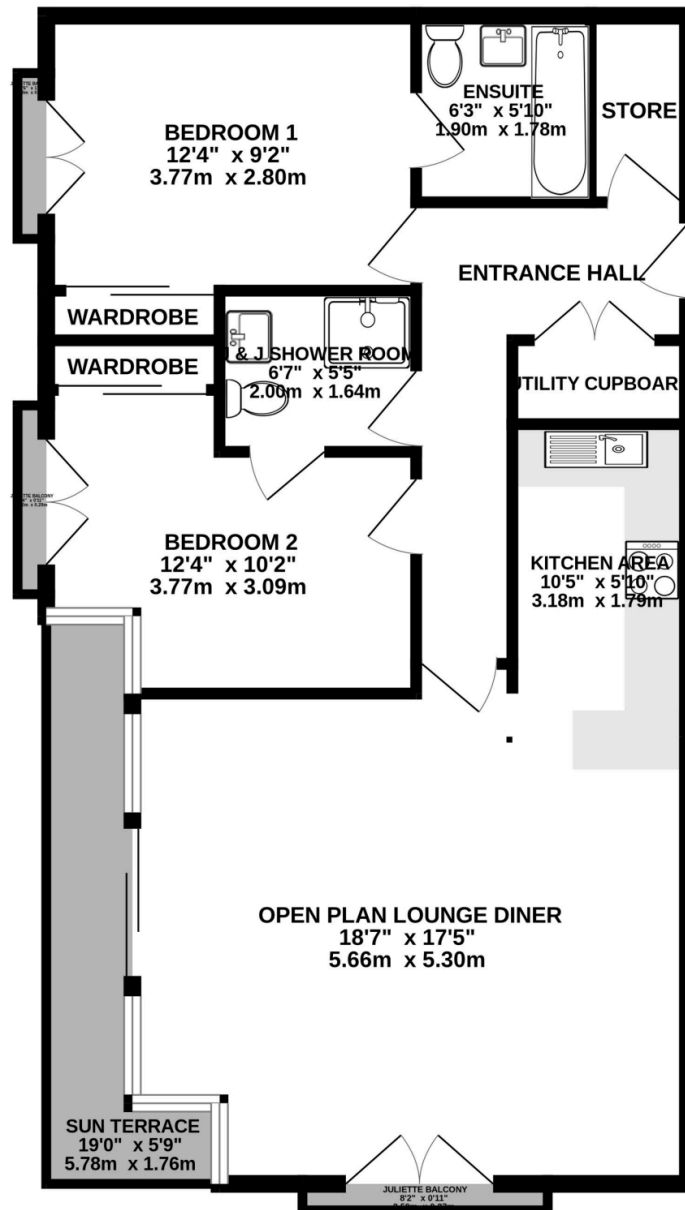 BEDROOM 1
12'4" x 9'2"
3.77m x 2.80m
ENSUITE
6'3" x 5'10"
1.90m x 1.78m
STORE
ENTRANCE HALL
WARDROBE
WARDROBE
J & J SHOWER ROOM
6'7" x 5'5"
2.00m x 1.64m
UTILITY CUPBOAR
JULIETTE BALCONY
BEDROOM 2
12'4" x 10'2"
3.77m x 3.09m
KITCHEN AREA
10'5" x 5'10"
3.18m x 1.79m
OPEN PLAN LOUNGE DINER
18'7" x 17'5"
5.66m x 5.30m
SUN TERRACE
19'0" x 5'9"
5.78m x 1.76m
JULIETTE BALCONY
8'2" x 0'11"